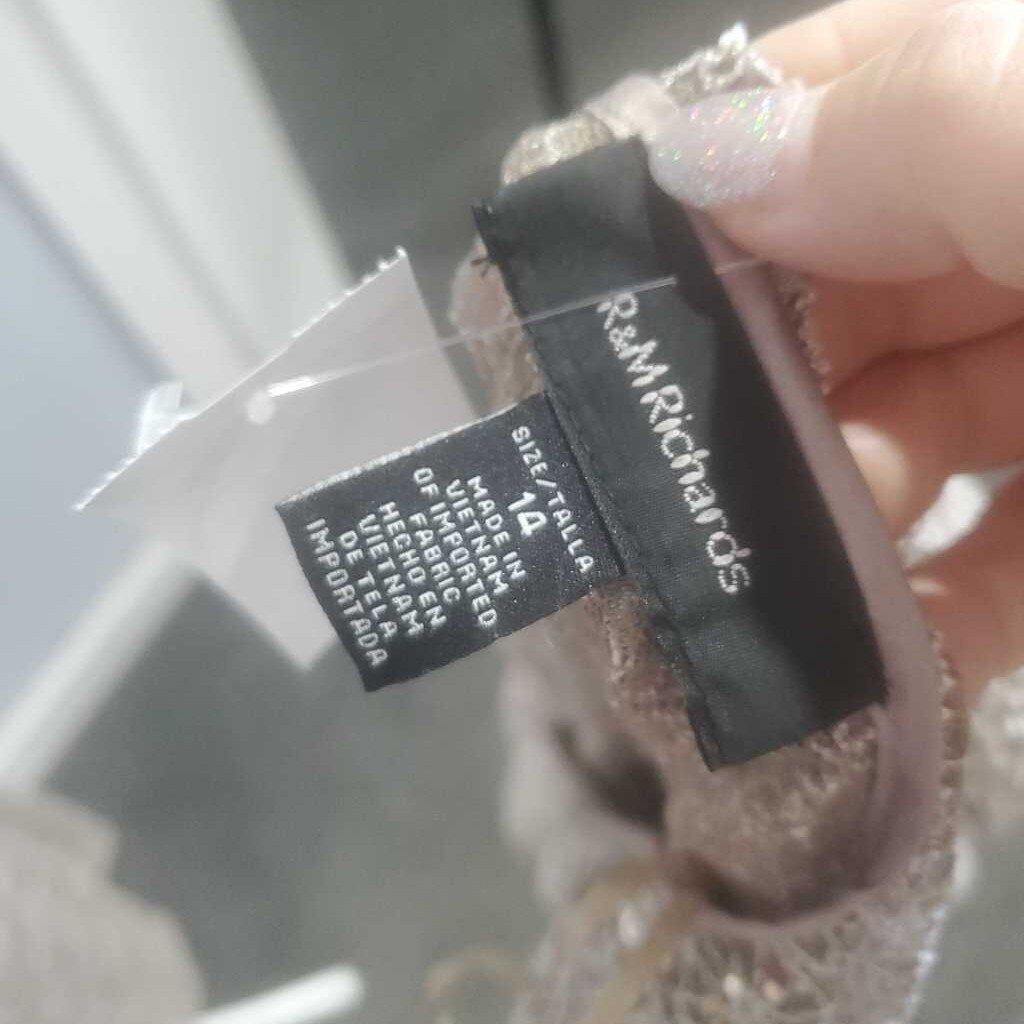 R&M Richards
SIZE/TALLA
14
MADE IN
VIETNAM
OF IMPORTED
FABRIC
HECHO EN
VIETNAM
DE TELA
IMPORTADA